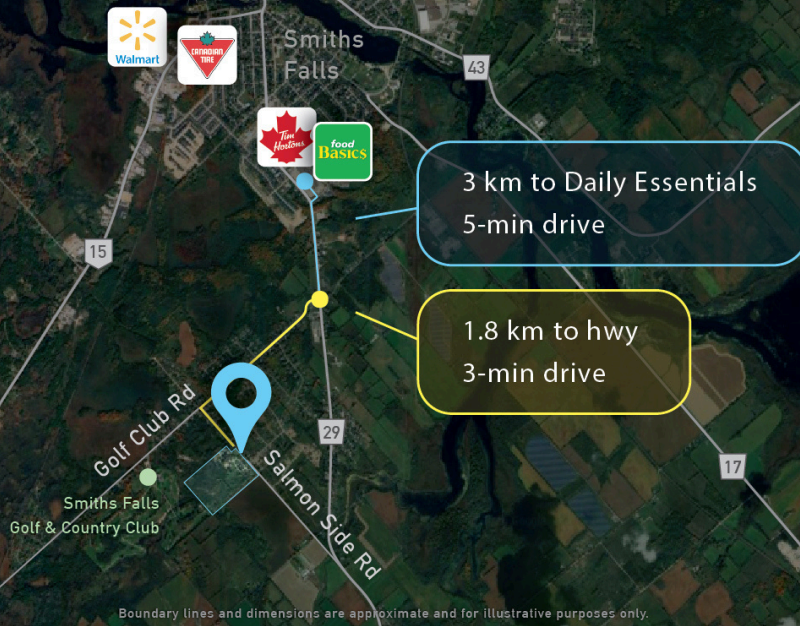 Walmart
CANADIAN
TIRE
Smiths
Falls
43
Tim
Hortons
food
Basics
3 km to Daily Essentials
5-min drive
15
1.8 km to hwy
3-min drive
Golf Club Rd
29
17
Salmon Side Rd
Smiths Falls
Golf & Country Club
Boundary lines and dimensions are approximate and for illustrative purposes only.